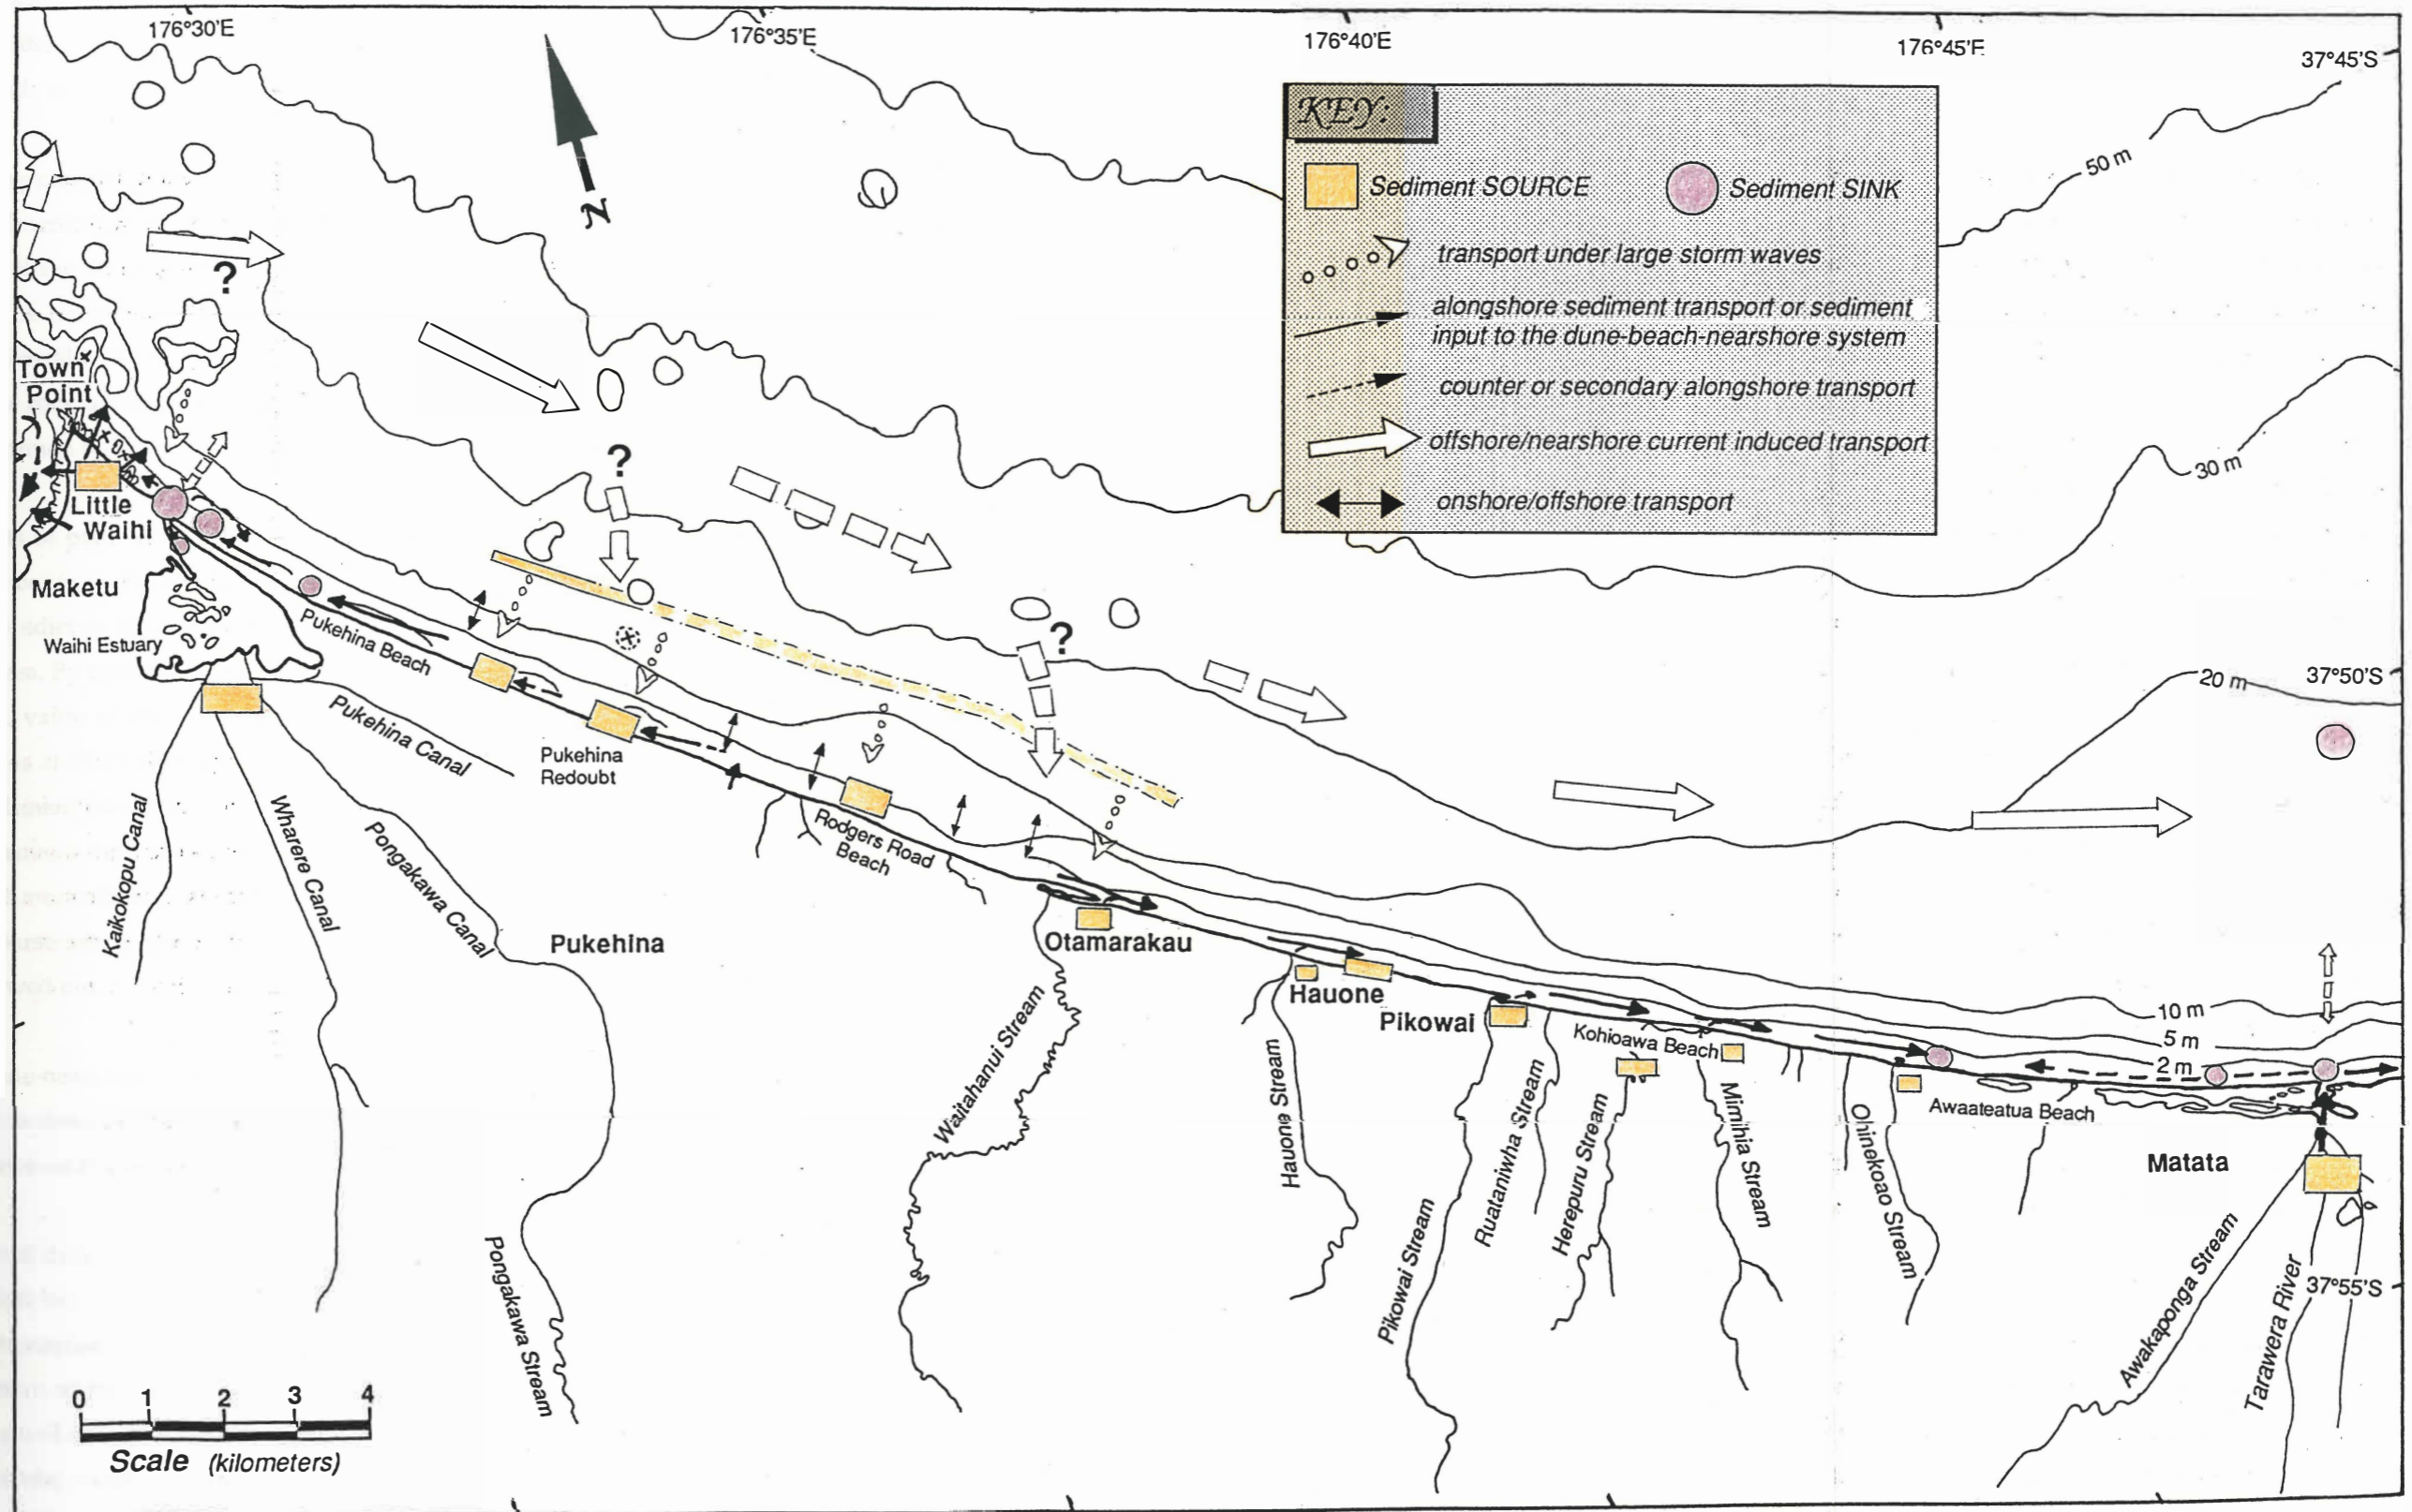 176°30'E
176°35'E
176°40'E
176°45'E
37°45'S
KEY:
Sediment SOURCE
Sediment SINK
transport under large storm waves
alongshore sediment transport or sediment
input to the dune-beach-nearshore system
counter or secondary alongshore transport
offshore/nearshore current induced transport
onshore/offshore transport
N
50 m
30 m
20 m
37°50'S
10 m
5 m
2 m
?
?
?
Town
Point
Little
Waihi
Maketu
Waihi Estuary
Pukehina Beach
Pukehina Canal
Pukehina
Redoubt
Rodgers Road
Beach
Kaikokopu Canal
Wharere Canal
Pongakawa Canal
Pukehina
Otamarakau
Hauone
Pikowai
Kohioawa Beach
Awaateatua Beach
Matata
Waitahanui Stream
Hauone Stream
Pikowai Stream
Ruataniwha Stream
Herepuru Stream
Mimihia Stream
Ohinekoao Stream
Awakaponga Stream
Tarawera River
37°55'S
Pongakawa Stream
0 1 2 3 4
Scale (kilometers)